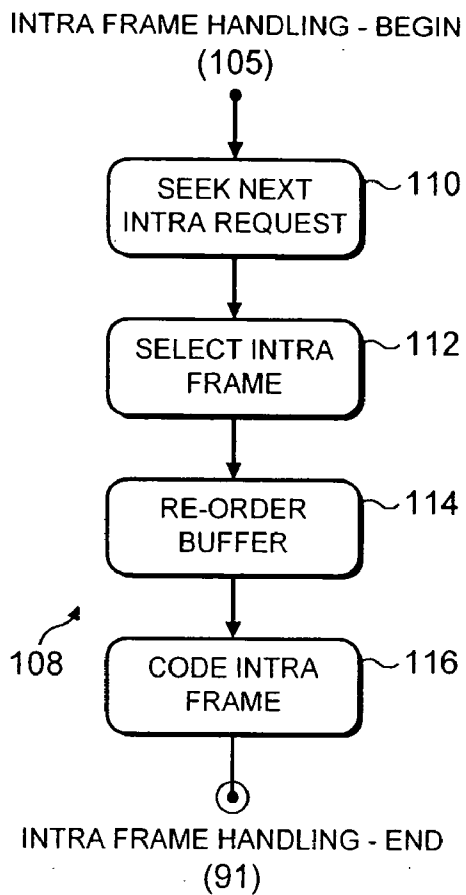 INTRA FRAME HANDLING - BEGIN
(105)
SEEK NEXT
INTRA REQUEST
110
SELECT INTRA
FRAME
112
RE-ORDER
BUFFER
114
108
CODE INTRA
FRAME
116
INTRA FRAME HANDLING - END
(91)